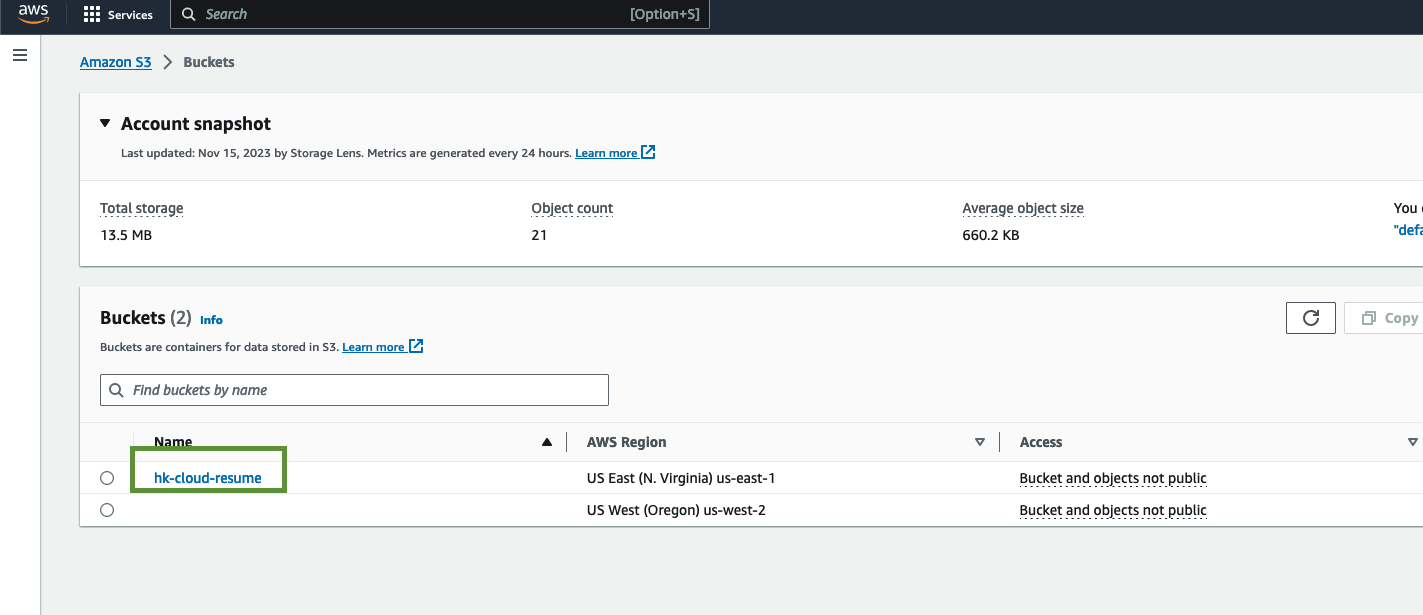 aws Services Search [Option+S]
Amazon S3 Buckets
Account snapshot
Last updated: Nov 15, 2023 by Storage Lens. Metrics are generated every 24 hours. Learn more
Total storage Object count Average object size You
13.5 MB 21 660.2 KB "defa
Buckets (2) Info
Copy
Buckets are containers for data stored in S3. Learn more
Find buckets by name
Name AWS Region Access
hk-cloud-resume US East (N. Virginia) us-east-1 Bucket and objects not public
US West (Oregon) us-west-2 Bucket and objects not public